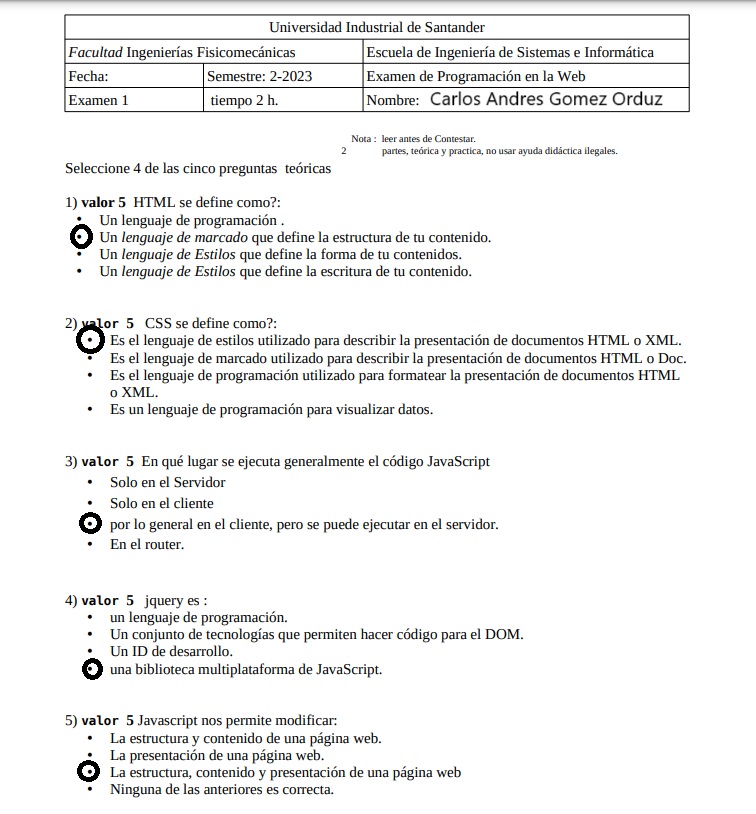 Universidad Industrial de Santander
Facultad Ingenierías Fisicomecánicas Escuela de Ingeniería de Sistemas e Informática
Fecha: Semestre: 2-2023 Examen de Programación en la Web
Examen 1 tiempo 2 h. Nombre: Carlos Andres Gomez Orduz
Nota : leer antes de Contestar.
2 partes, teórica y practica, no usar ayuda didáctica ilegales.
Seleccione 4 de las cinco preguntas teóricas
1) valor 5 HTML se define como?:
• Un lenguaje de programación .
• Un lenguaje de marcado que define la estructura de tu contenido.
• Un lenguaje de Estilos que define la forma de tu contenidos.
• Un lenguaje de Estilos que define la escritura de tu contenido.
2) valor 5 CSS se define como?:
• Es el lenguaje de estilos utilizado para describir la presentación de documentos HTML o XML.
• Es el lenguaje de marcado utilizado para describir la presentación de documentos HTML o Doc.
• Es el lenguaje de programación utilizado para formatear la presentación de documentos HTML
o XML.
• Es un lenguaje de programación para visualizar datos.
3) valor 5 En qué lugar se ejecuta generalmente el código JavaScript
• Solo en el Servidor
• Solo en el cliente
• por lo general en el cliente, pero se puede ejecutar en el servidor.
• En el router.
4) valor 5 jquery es :
• un lenguaje de programación.
• Un conjunto de tecnologías que permiten hacer código para el DOM.
• Un ID de desarrollo.
• una biblioteca multiplataforma de JavaScript.
5) valor 5 Javascript nos permite modificar:
• La estructura y contenido de una página web.
• La presentación de una página web.
• La estructura, contenido y presentación de una página web
• Ninguna de las anteriores es correcta.